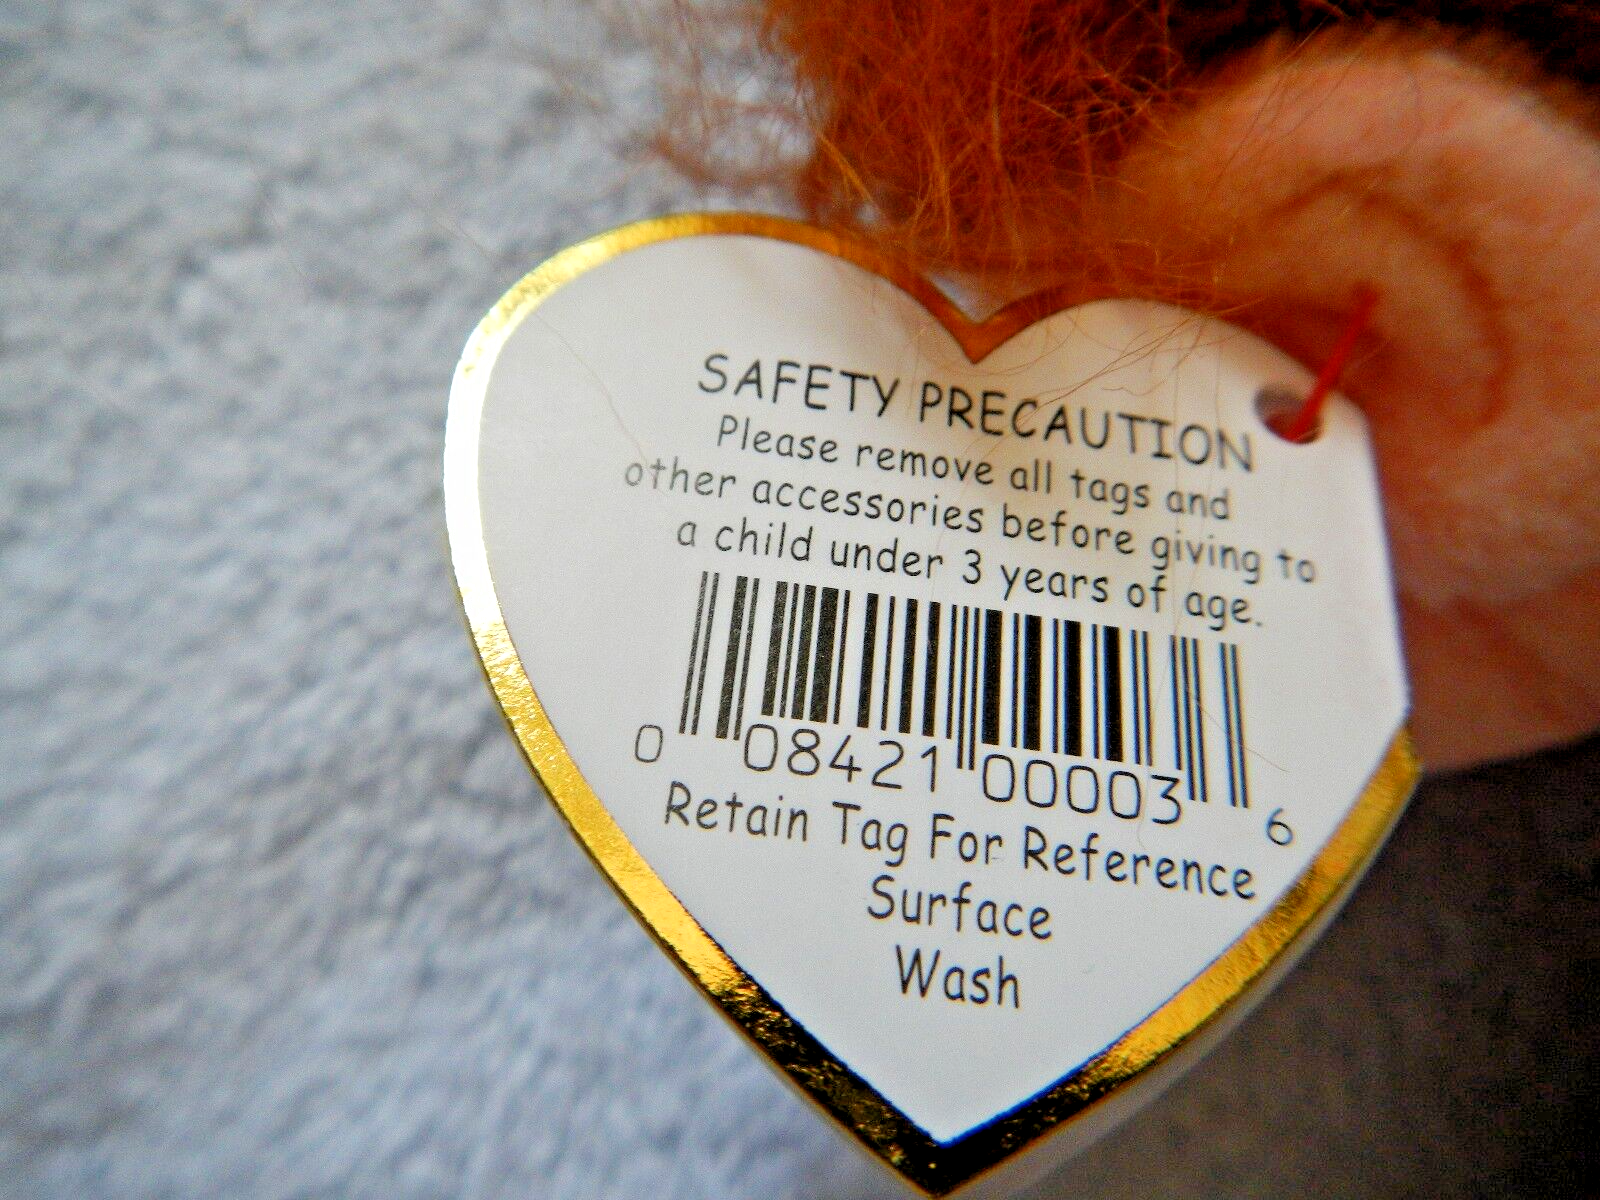 SAFETY PRECAUTION
Please remove all tags and
other accessories before giving to
a child under 3 years of age.
0 08421 00003 6
Retain Tag For Reference
Surface
Wash